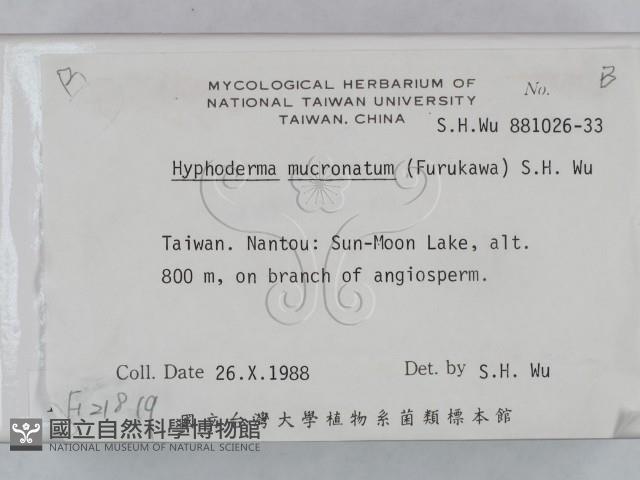 B
B
MYCOLOGICAL HERBARIUM OF
NATIONAL TAIWAN UNIVERSITY
TAIWAN, CHINA
No.
S.H.Wu 881026-33
Hyphoderma mucronatum (Furukawa) S.H. Wu
Taiwan. Nantou: Sun-Moon Lake, alt.
800 m, on branch of angiosperm.
Coll. Date 26.X.1988
Det. by S.H. Wu
F21819
國立台灣大學植物系菌類標本館
國立自然科學博物館
NATIONAL MUSEUM OF NATURAL SCIENCE